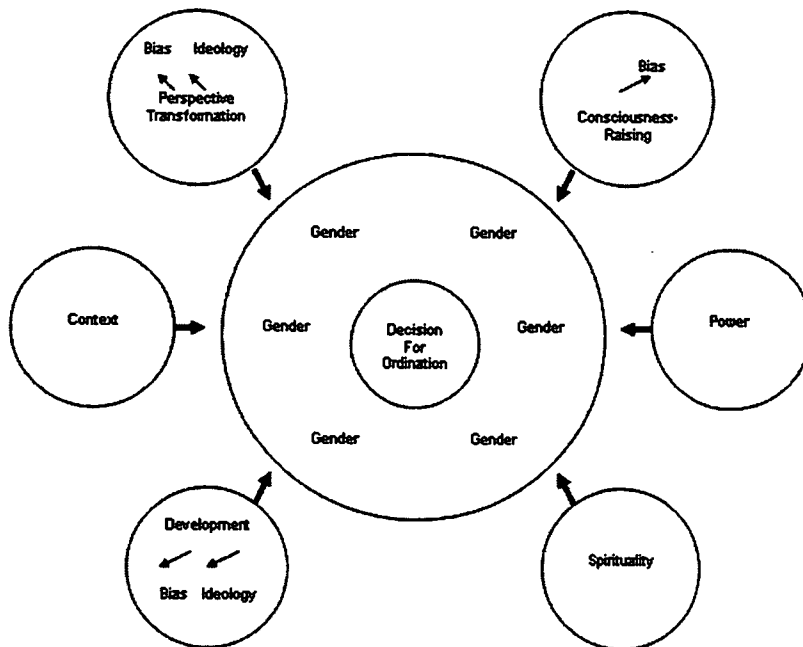 Bias Ideology
Perspective
Transformation
Bias
Consciousness-
Raising
Gender Gender
Context
Gender
Decision
For
Ordination
Gender
Power
Gender Gender
Development
Bias Ideology
Spirituality